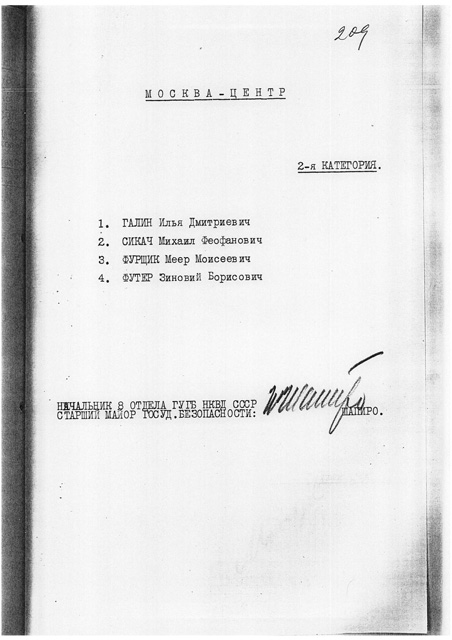 209
МОСКВА-ЦЕНТР
2-я КАТЕГОРИЯ.
1. ГАЛИН Илья Дмитриевич
2. СИКАЧ Михаил Феофанович
3. ФУРЩИК Меер Моисеевич
4. ФУТЕР Зиновий Борисович
НАЧАЛЬНИК 8 ОТДЕЛА ГУГБ НКВД СССР
СТАРШИЙ МАЙОР ГОСУД.БЕЗОПАСНОСТИ:
ШАПИРО.